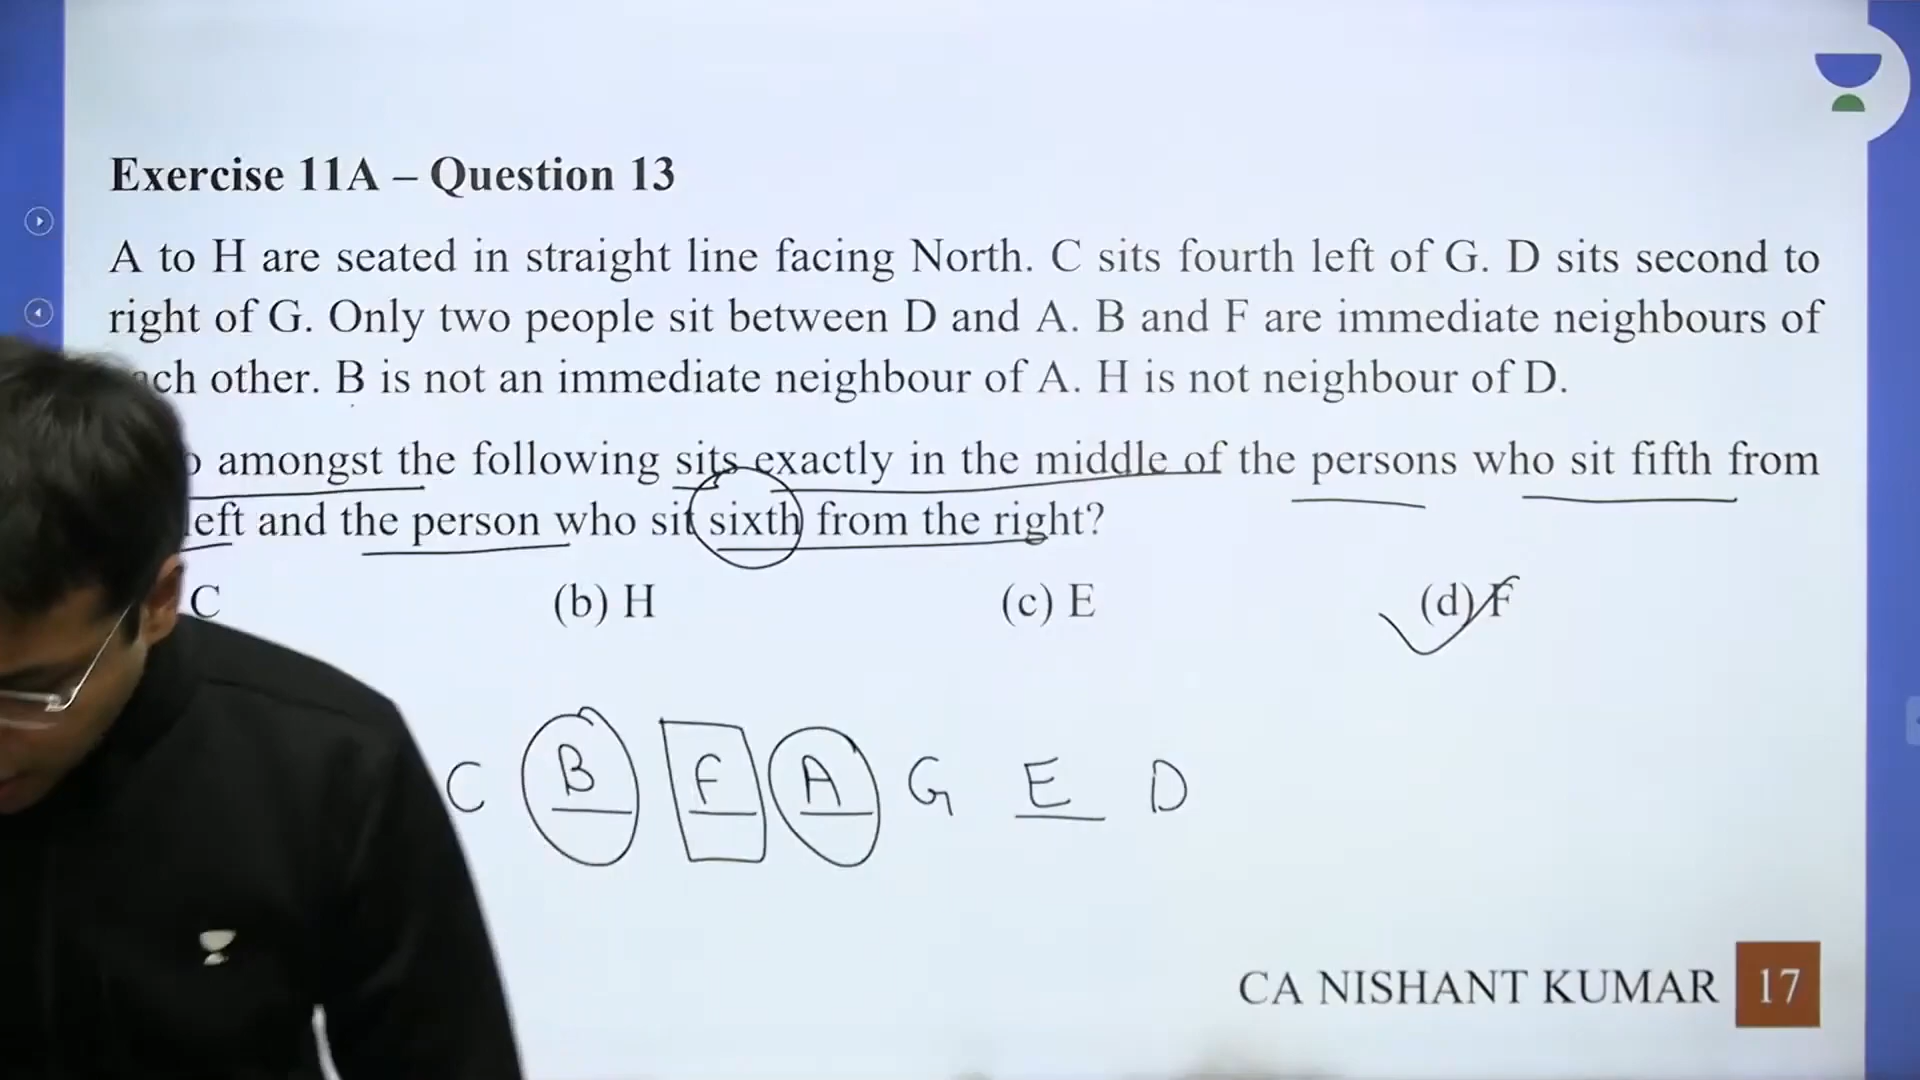 Exercise 11A – Question 13
A to H are seated in straight line facing North. C sits fourth left of G. D sits second to
right of G. Only two people sit between D and A. B and F are immediate neighbours of
other. B is not an immediate neighbour of A. H is not neighbour of D.
amongst the following sits exactly in the middle of the persons who sit fifth from
and the person who sit sixth from the right?
C (b) H (c) E (d) F
C B F A G E D
CA NISHANT KUMAR 17